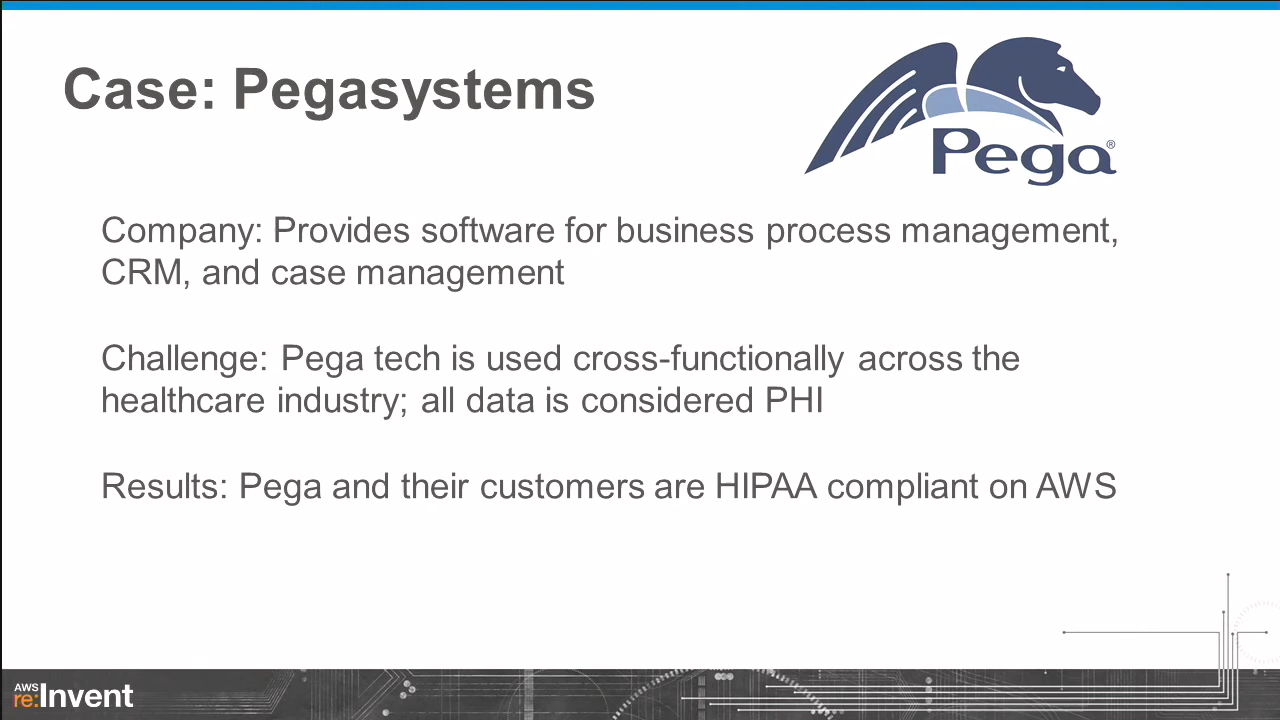 Case: Pegasystems
Pega®
Company: Provides software for business process management,
CRM, and case management
Challenge: Pega tech is used cross-functionally across the
healthcare industry; all data is considered PHI
Results: Pega and their customers are HIPAA compliant on AWS
AWS
re:Invent